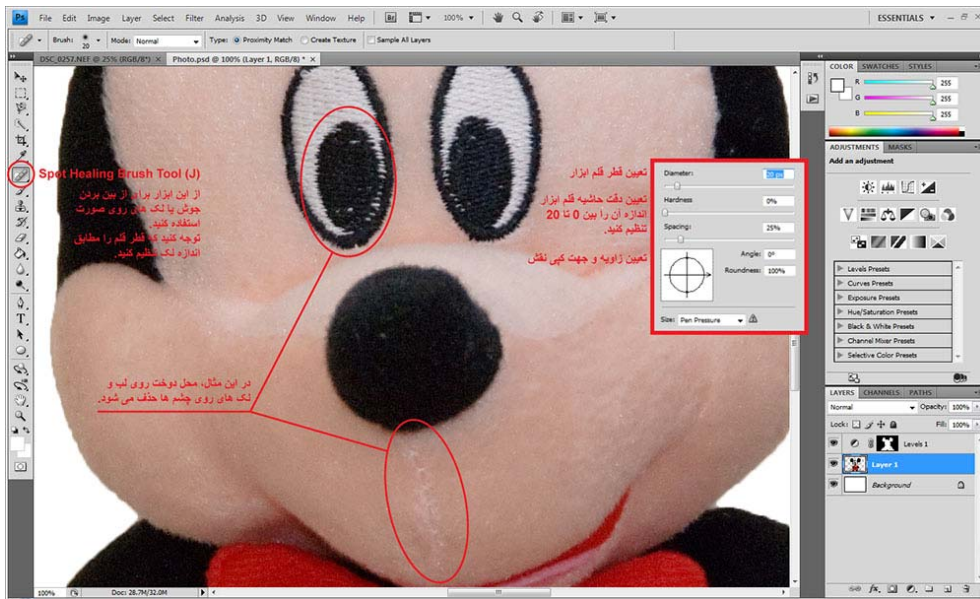 Ps File Edit Image Layer Select Filter Analysis 3D View Window Help Br 100% ESSENTIALS
Brush: 20 Mode: Normal Type: Proximity Match Create Texture Sample All Layers
DSC_0257.NEF @ 25% (RGB/8*) × Photo.psd @ 100% (Layer 1, RGB/8) * ×
Spot Healing Brush Tool (J)
از این ابزار برای از بین بردن
جوش یا لک های روی صورت
استفاده کنید.
توجه کنید که قطر قلم را مطابق
اندازه لک تنظیم کنید.
تعیین قطر قلم ابزار
تعیین دقت حاشیه قلم ابزار
اندازه آن را بین 0 تا 20
تنظیم کنید.
تعیین زاویه و جهت کپی نقش
Diameter: 20 px
Hardness 0%
Spacing: 25%
Angle: 0°
Roundness: 100%
Size: Pen Pressure
در این مثال، محل دوخت روی لب و
لک های روی چشم ها حذف می شود.
COLOR SWATCHES STYLES
R 255
G 255
B 255
ADJUSTMENTS MASKS
Add an adjustment
Levels Presets
Curves Presets
Exposure Presets
Hue/Saturation Presets
Black & White Presets
Channel Mixer Presets
Selective Color Presets
LAYERS CHANNELS PATHS
Normal Opacity: 100%
Lock: Fill: 100%
Levels 1
Layer 1
Background
100% Doc: 28.7M/32.0M